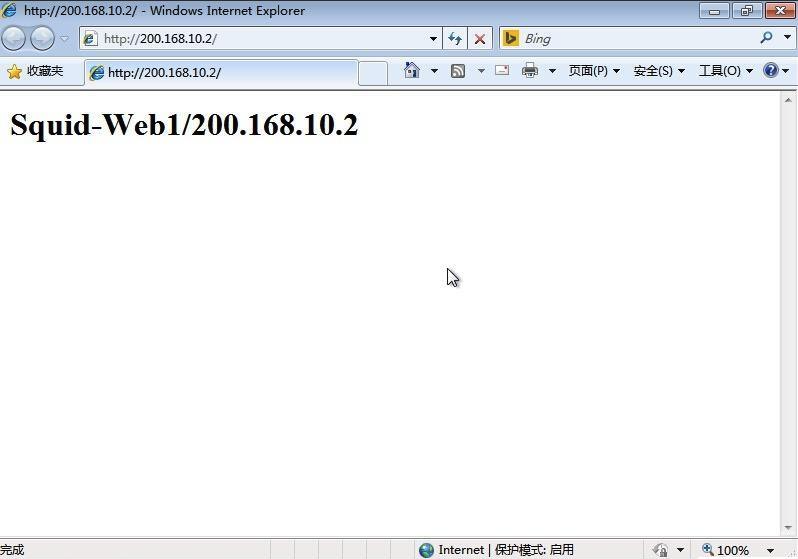 http://200.168.10.2/ - Windows Internet Explorer
http://200.168.10.2/
Bing
收藏夹
http://200.168.10.2/
页面(P)
安全(S)
工具(O)
Squid-Web1/200.168.10.2
完成
Internet | 保护模式: 启用
100%